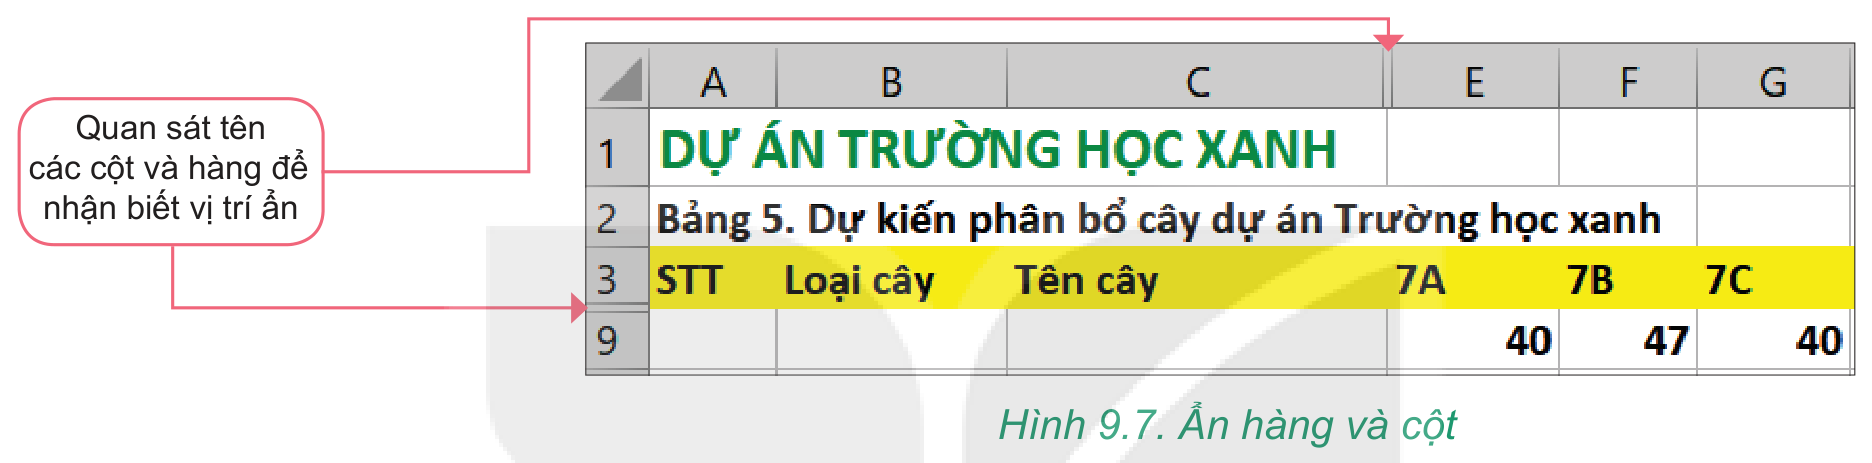 Quan sát tên
các cột và hàng để
nhận biết vị trí ẩn
A B C E F G
1 DỰ ÁN TRƯỜNG HỌC XANH
2 Bảng 5. Dự kiến phân bổ cây dự án Trường học xanh
3 STT Loại cây Tên cây 7A 7B 7C
9 40 47 40
Hình 9.7. Ẩn hàng và cột